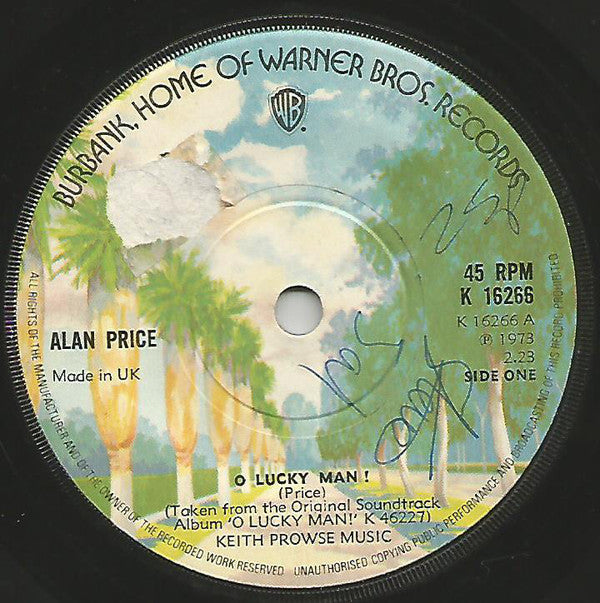 BURBANK, HOME OF WARNER BROS. RECORDS
WB
45 RPM
K 16266
K 16266 A
℗ 1973
2.23
SIDE ONE
ALAN PRICE
Made in UK
O LUCKY MAN!
(Price)
(Taken from the Original Soundtrack
Album 'O LUCKY MAN!' K 46227)
KEITH PROWSE MUSIC
ALL RIGHTS OF THE MANUFACTURER AND OF THE OWNER OF THE RECORDED WORK RESERVED UNAUTHORISED COPYING PUBLIC PERFORMANCE AND BROADCASTING OF THIS RECORD PROHIBITED